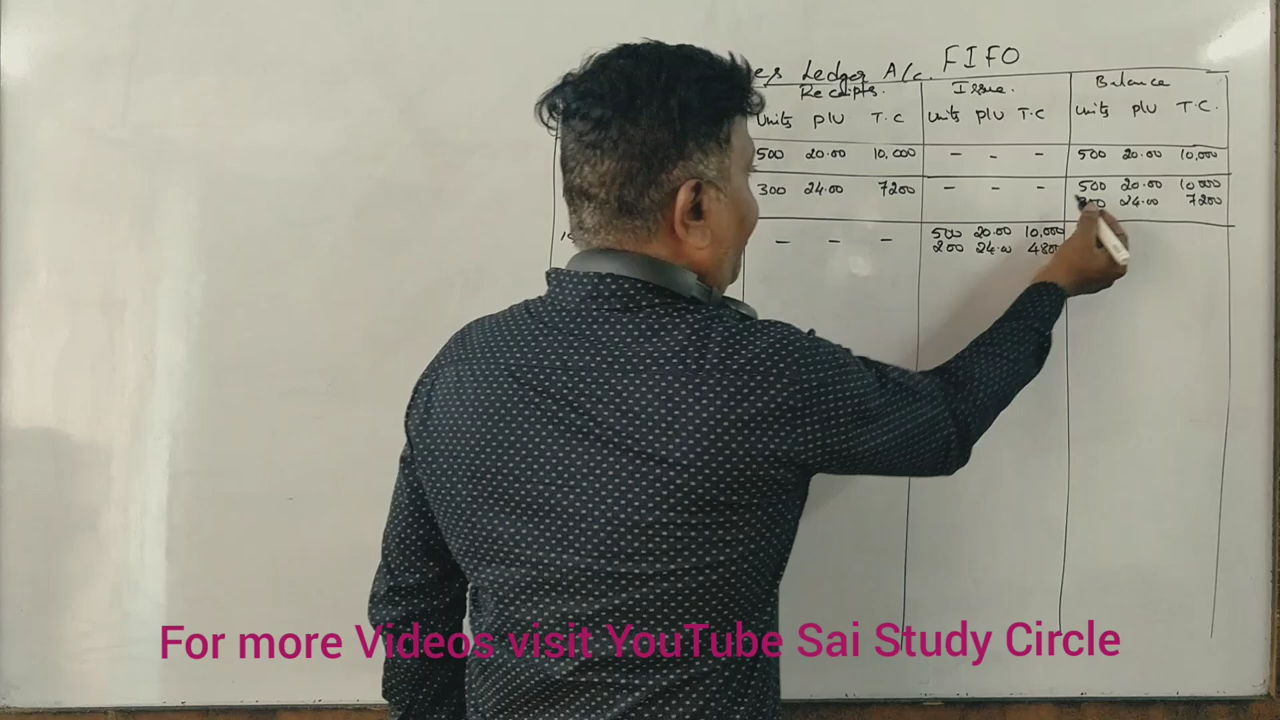 Ledger A/c. FIFO
Receipts. Issue. Balance
Units P/U T.C Units P/U T.C Units P/U T.C.
500 20.00 10,000 - - - 500 20.00 10,000
300 24.00 7200 - - - 500 20.00 10000
24.00 7200
- - - 500 20.00 10,000
200 24.00 4800
For more Videos visit YouTube Sai Study Circle